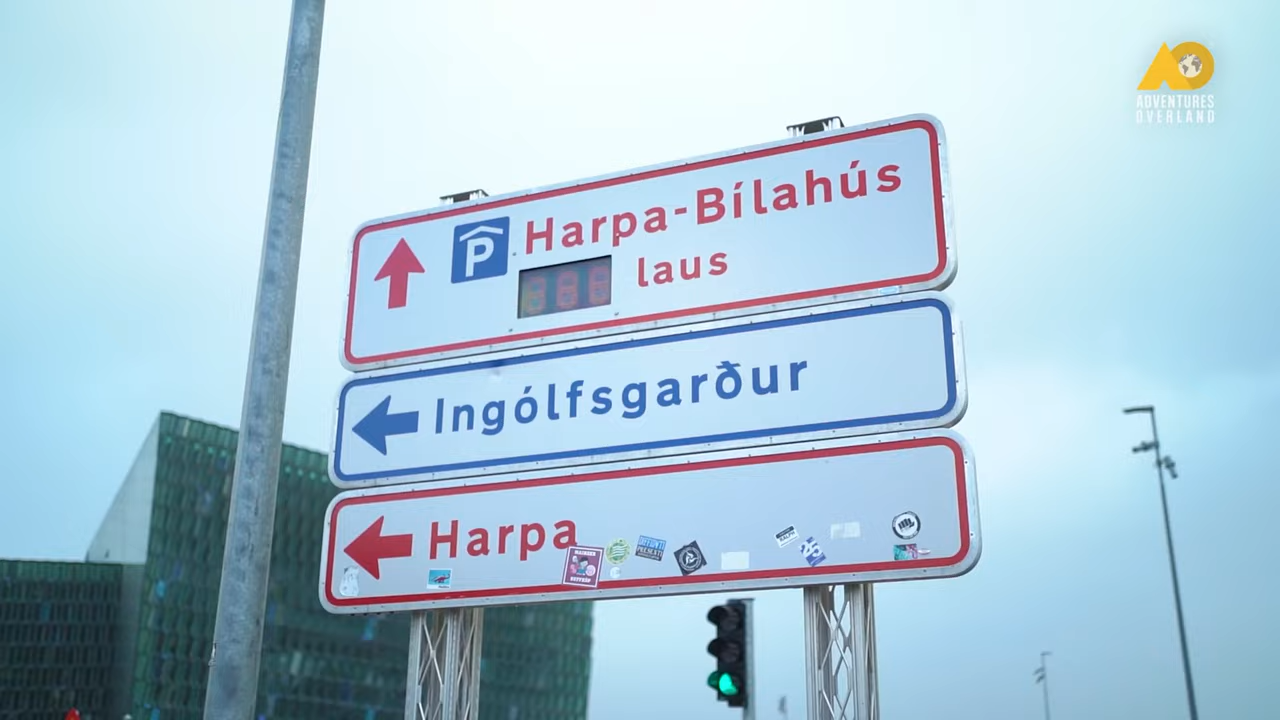 ADVENTURES
OVERLAND
P Harpa-Bílahús
laus
Ingólfsgarður
Harpa